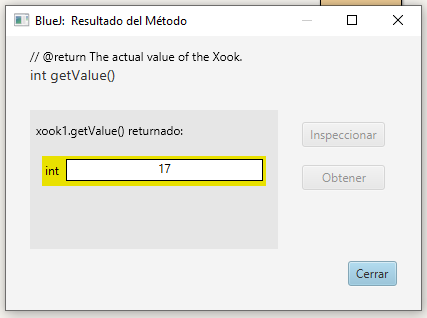 BlueJ:  Resultado del Método
// @return The actual value of the Xook.
int getValue()
xook1.getValue() returnado:
int 17
Inspeccionar
Obtener
Cerrar